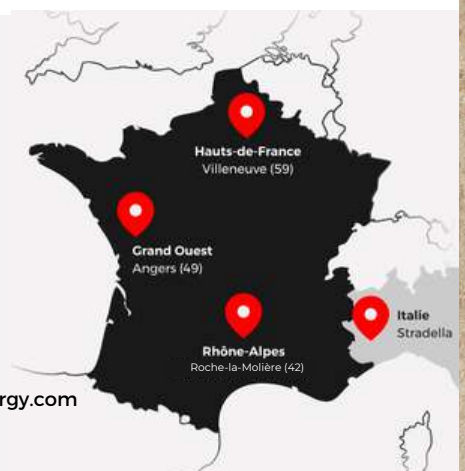 Hauts-de-France
Villeneuve (59)
Grand Ouest
Angers (49)
Italie
Stradella
Rhône-Alpes
Roche-la-Molière (42)
rgy.com